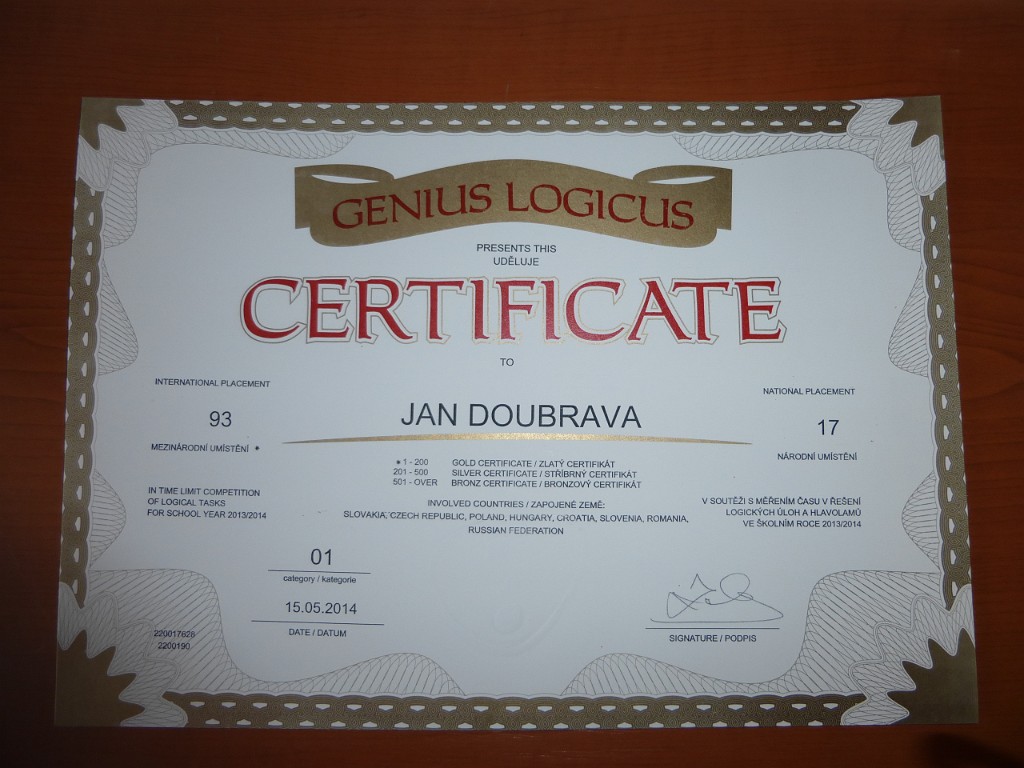 GENIUS LOGICUS
PRESENTS THIS
UDĚLUJE
CERTIFICATE
TO
INTERNATIONAL PLACEMENT
93
MEZINÁRODNÍ UMÍSTĚNÍ *
JAN DOUBRAVA
NATIONAL PLACEMENT
17
NÁRODNÍ UMÍSTĚNÍ
* 1 - 200 GOLD CERTIFICATE / ZLATÝ CERTIFIKÁT
201 - 500 SILVER CERTIFICATE / STŘÍBRNÝ CERTIFIKÁT
501 - OVER BRONZ CERTIFICATE / BRONZOVÝ CERTIFIKÁT
IN TIME LIMIT COMPETITION
OF LOGICAL TASKS
FOR SCHOOL YEAR 2013/2014
INVOLVED COUNTRIES / ZAPOJENÉ ZEMĚ:
SLOVAKIA, CZECH REPUBLIC, POLAND, HUNGARY, CROATIA, SLOVENIA, ROMANIA,
RUSSIAN FEDERATION
V SOUTĚŽI S MĚŘENÍM ČASU V ŘEŠENÍ
LOGICKÝCH ÚLOH A HLAVOLAMŮ
VE ŠKOLNÍM ROCE 2013/2014
01
category / kategorie
15.05.2014
DATE / DATUM
220017628
2200190
SIGNATURE / PODPIS